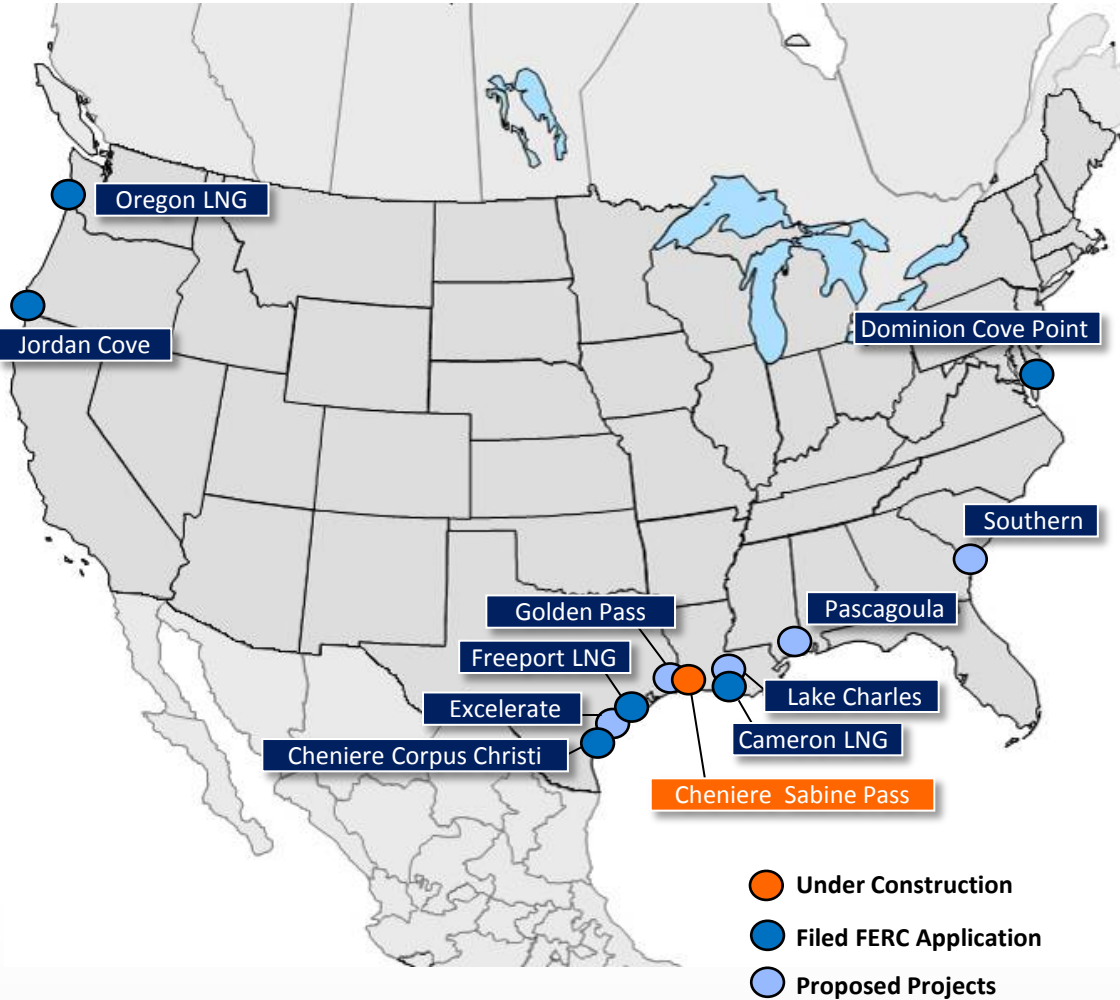 Oregon LNG
Jordan Cove
Dominion Cove Point
Southern
Golden Pass
Pascagoula
Freeport LNG
Excelerate
Lake Charles
Cheniere Corpus Christi
Cameron LNG
Cheniere Sabine Pass
Under Construction
Filed FERC Application
Proposed Projects